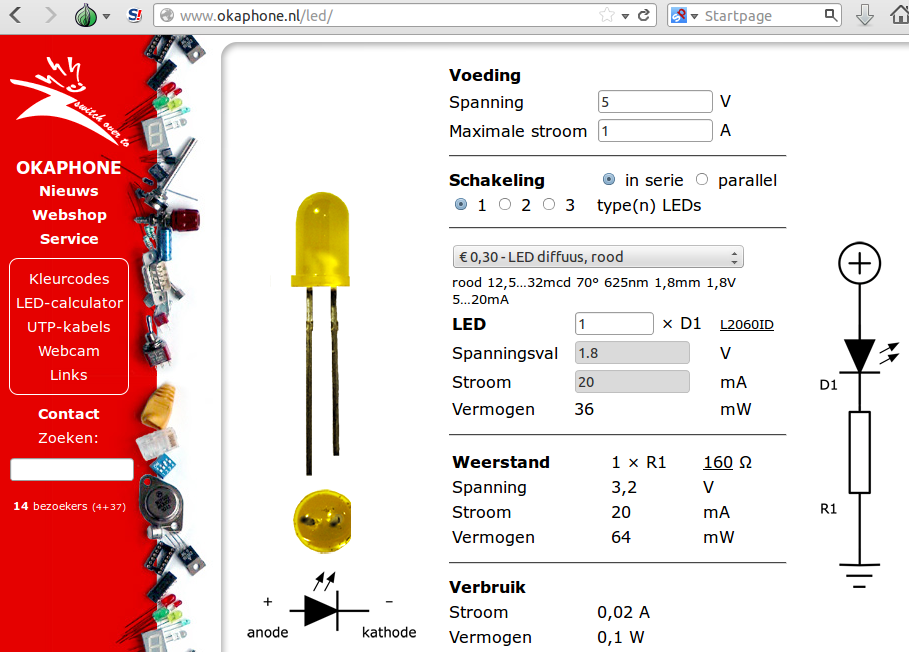 www.okaphone.nl/led/
Startpage
switch over to
OKAPHONE
Nieuws
Webshop
Service
Kleurcodes
LED-calculator
UTP-kabels
Webcam
Links
Contact
Zoeken:
14 bezoekers (4+37)
+ −
anode kathode
Voeding
Spanning 5 V
Maximale stroom 1 A
Schakeling in serie parallel
1 2 3 type(n) LEDs
€ 0,30 - LED diffuus, rood
rood 12,5...32mcd 70° 625nm 1,8mm 1,8V
5...20mA
LED 1 × D1 L2060ID
Spanningsval 1.8 V
Stroom 20 mA
Vermogen 36 mW
Weerstand 1 × R1 160 Ω
Spanning 3,2 V
Stroom 20 mA
Vermogen 64 mW
Verbruik
Stroom 0,02 A
Vermogen 0,1 W
+
D1
R1